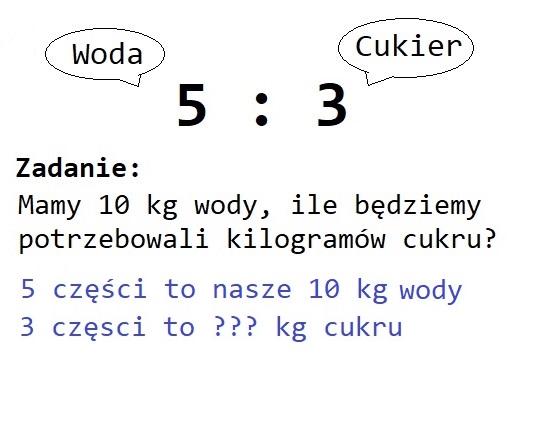 Woda
Cukier
5 : 3
Zadanie:
Mamy 10 kg wody, ile będziemy
potrzebowali kilogramów cukru?
5 części to nasze 10 kg wody
3 częsci to ??? kg cukru